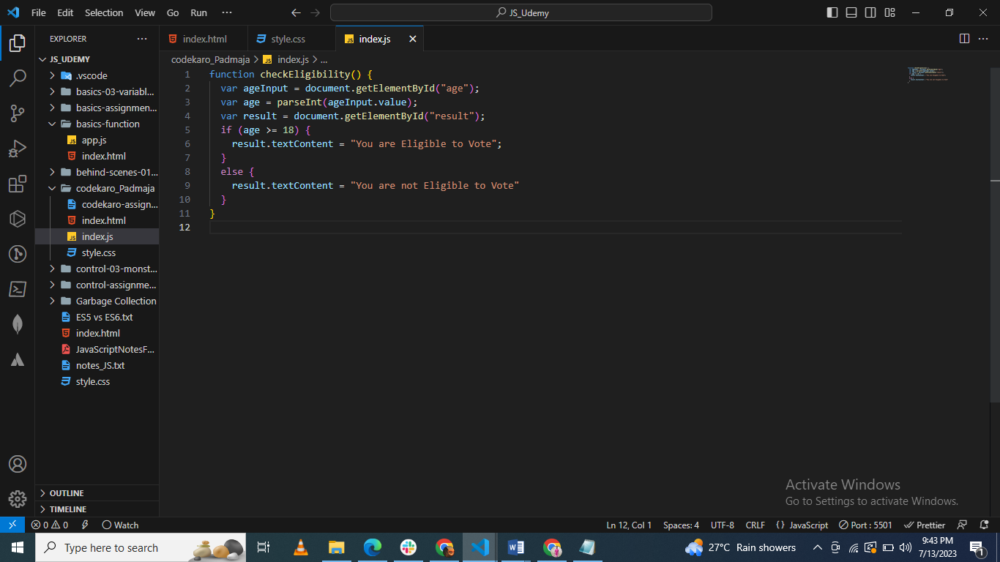 File Edit Selection View Go Run ··· JS_Udemy
EXPLORER ···
index.html style.css JS index.js
JS_UDEMY
codekaro_Padmaja > JS index.js > ...
.vscode
basics-03-variabl...
basics-assignmen...
basics-function
JS app.js
index.html
behind-scenes-01...
codekaro_Padmaja
codekaro-assign...
index.html
JS index.js
style.css
control-03-monst...
control-assignme...
Garbage Collection
ES5 vs ES6.txt
index.html
JavaScriptNotesF...
notes_JS.txt
style.css
OUTLINE
TIMELINE
1 function checkEligibility() {
2 var ageInput = document.getElementById("age");
3 var age = parseInt(ageInput.value);
4 var result = document.getElementById("result");
5 if (age >= 18) {
6 result.textContent = "You are Eligible to Vote";
7 }
8 else {
9 result.textContent = "You are not Eligible to Vote"
10 }
11 }
12
Activate Windows
Go to Settings to activate Windows.
0 0 Watch Ln 12, Col 1 Spaces: 4 UTF-8 CRLF {} JavaScript Port : 5501 Prettier
Type here to search 27°C Rain showers 9:43 PM
7/13/2023
1